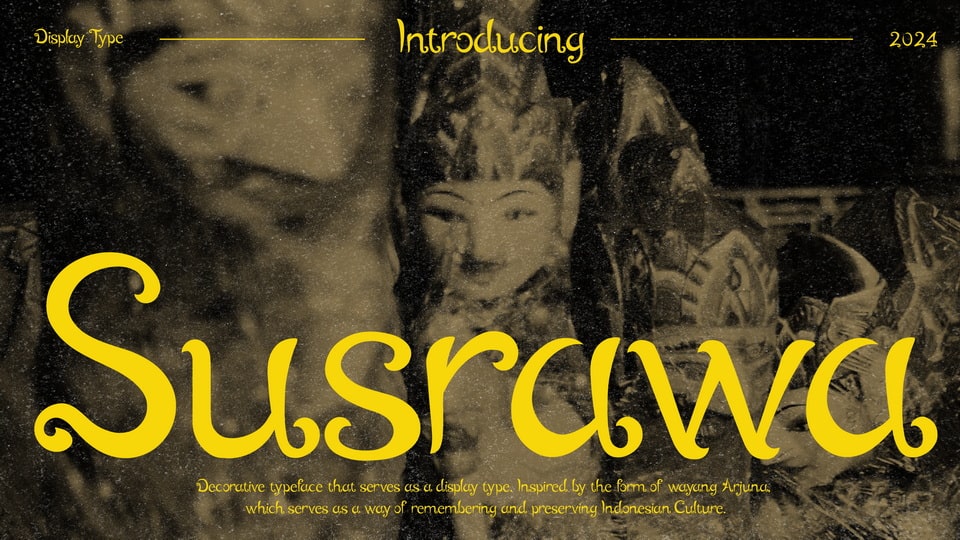 Display Type
Introducing
2024
Susrawa
Decorative typeface that serves as a display type. Inspired by the form of wayang Arjuna.
which serves as a way of remembering and preserving Indonesian Culture.